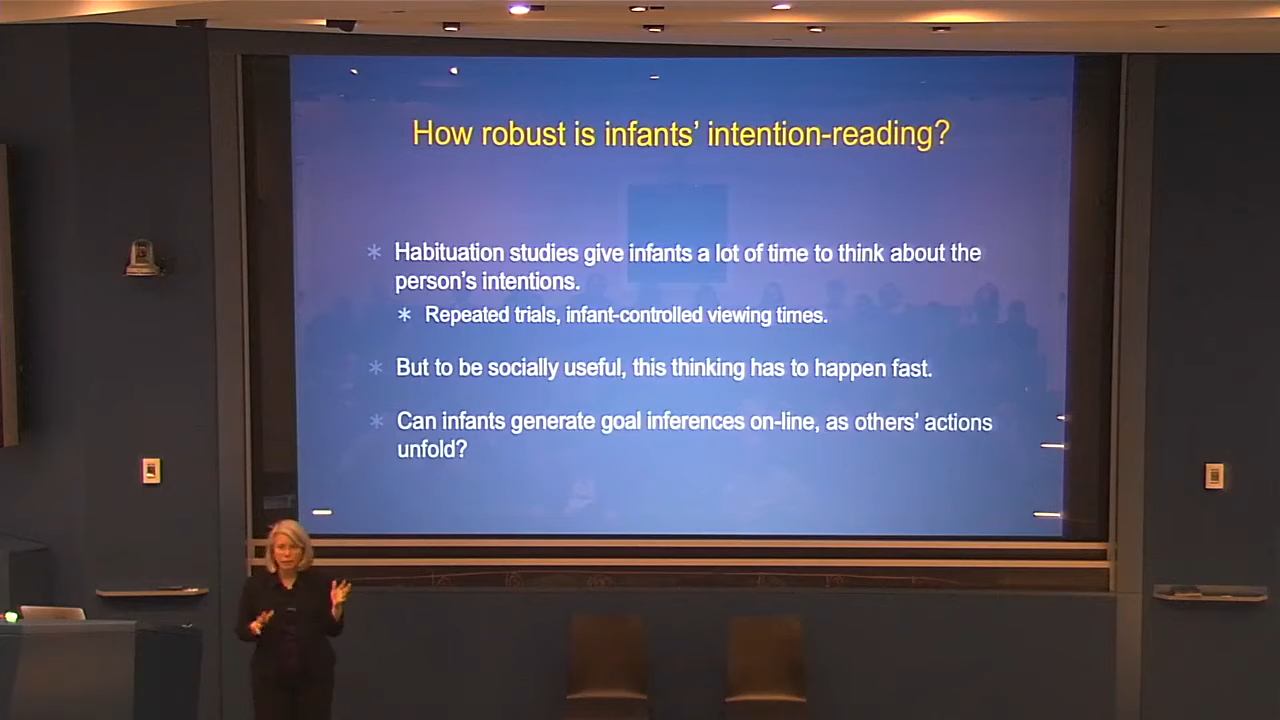 How robust is infants’ intention-reading?
Habituation studies give infants a lot of time to think about the
person’s intentions.
Repeated trials, infant-controlled viewing times.
But to be socially useful, this thinking has to happen fast.
Can infants generate goal inferences on-line, as others’ actions
unfold?